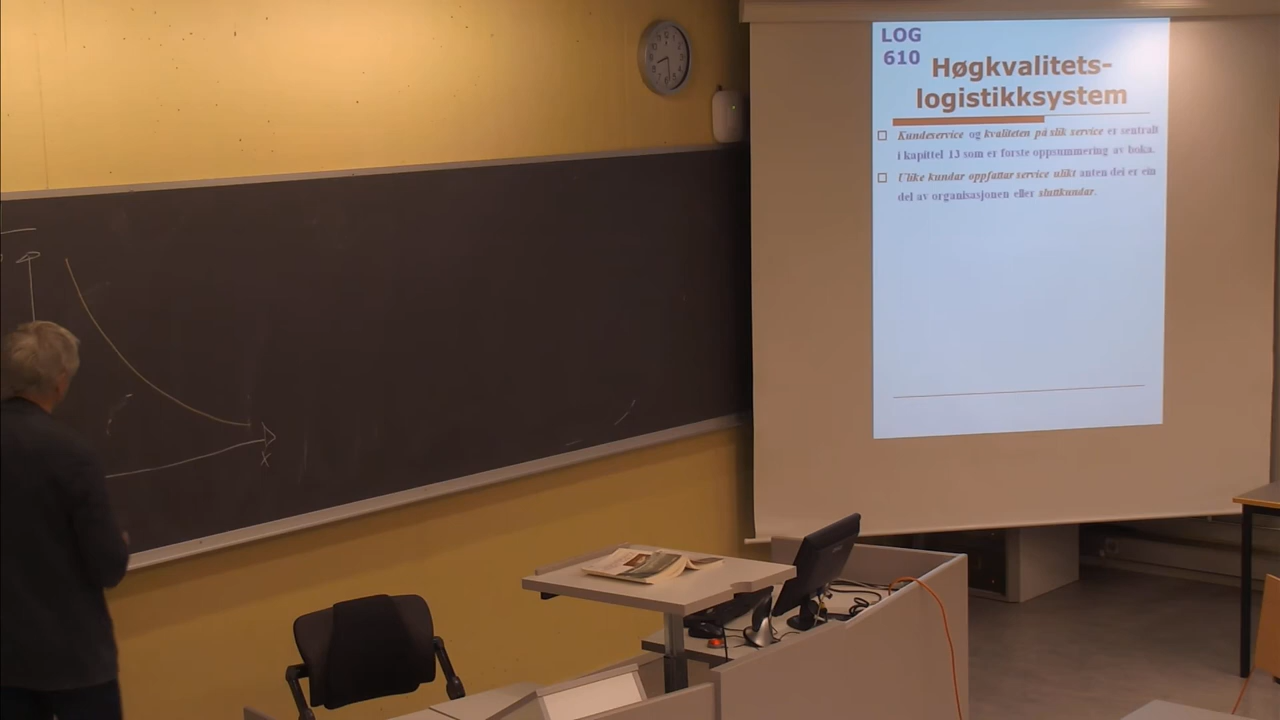 LOG
610
Høgkvalitets-
logistikksystem
Kundeservice og kvaliteten på slik service er sentralt
i kapittel 13 som er første oppsummering av boka.
Ulike kundar oppfattar service ulikt anten dei er ein
del av organisasjonen eller sluttkundar.
x